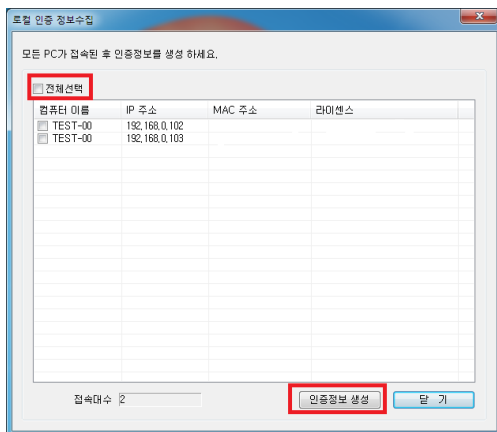 로컬 인증 정보수집
모든 PC가 접속된 후 인증정보를 생성 하세요.
전체선택
컴퓨터 이름 IP 주소 MAC 주소 라이센스
TEST-00 192,168,0,102
TEST-00 192,168,0,103
접속대수 2 인증정보 생성 닫 기